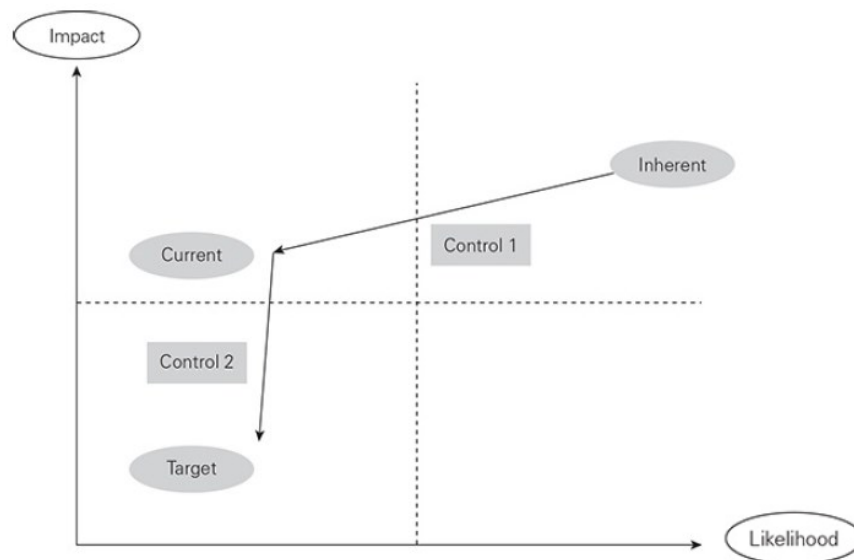 Impact
Inherent
Current
Control 1
Control 2
Target
Likelihood